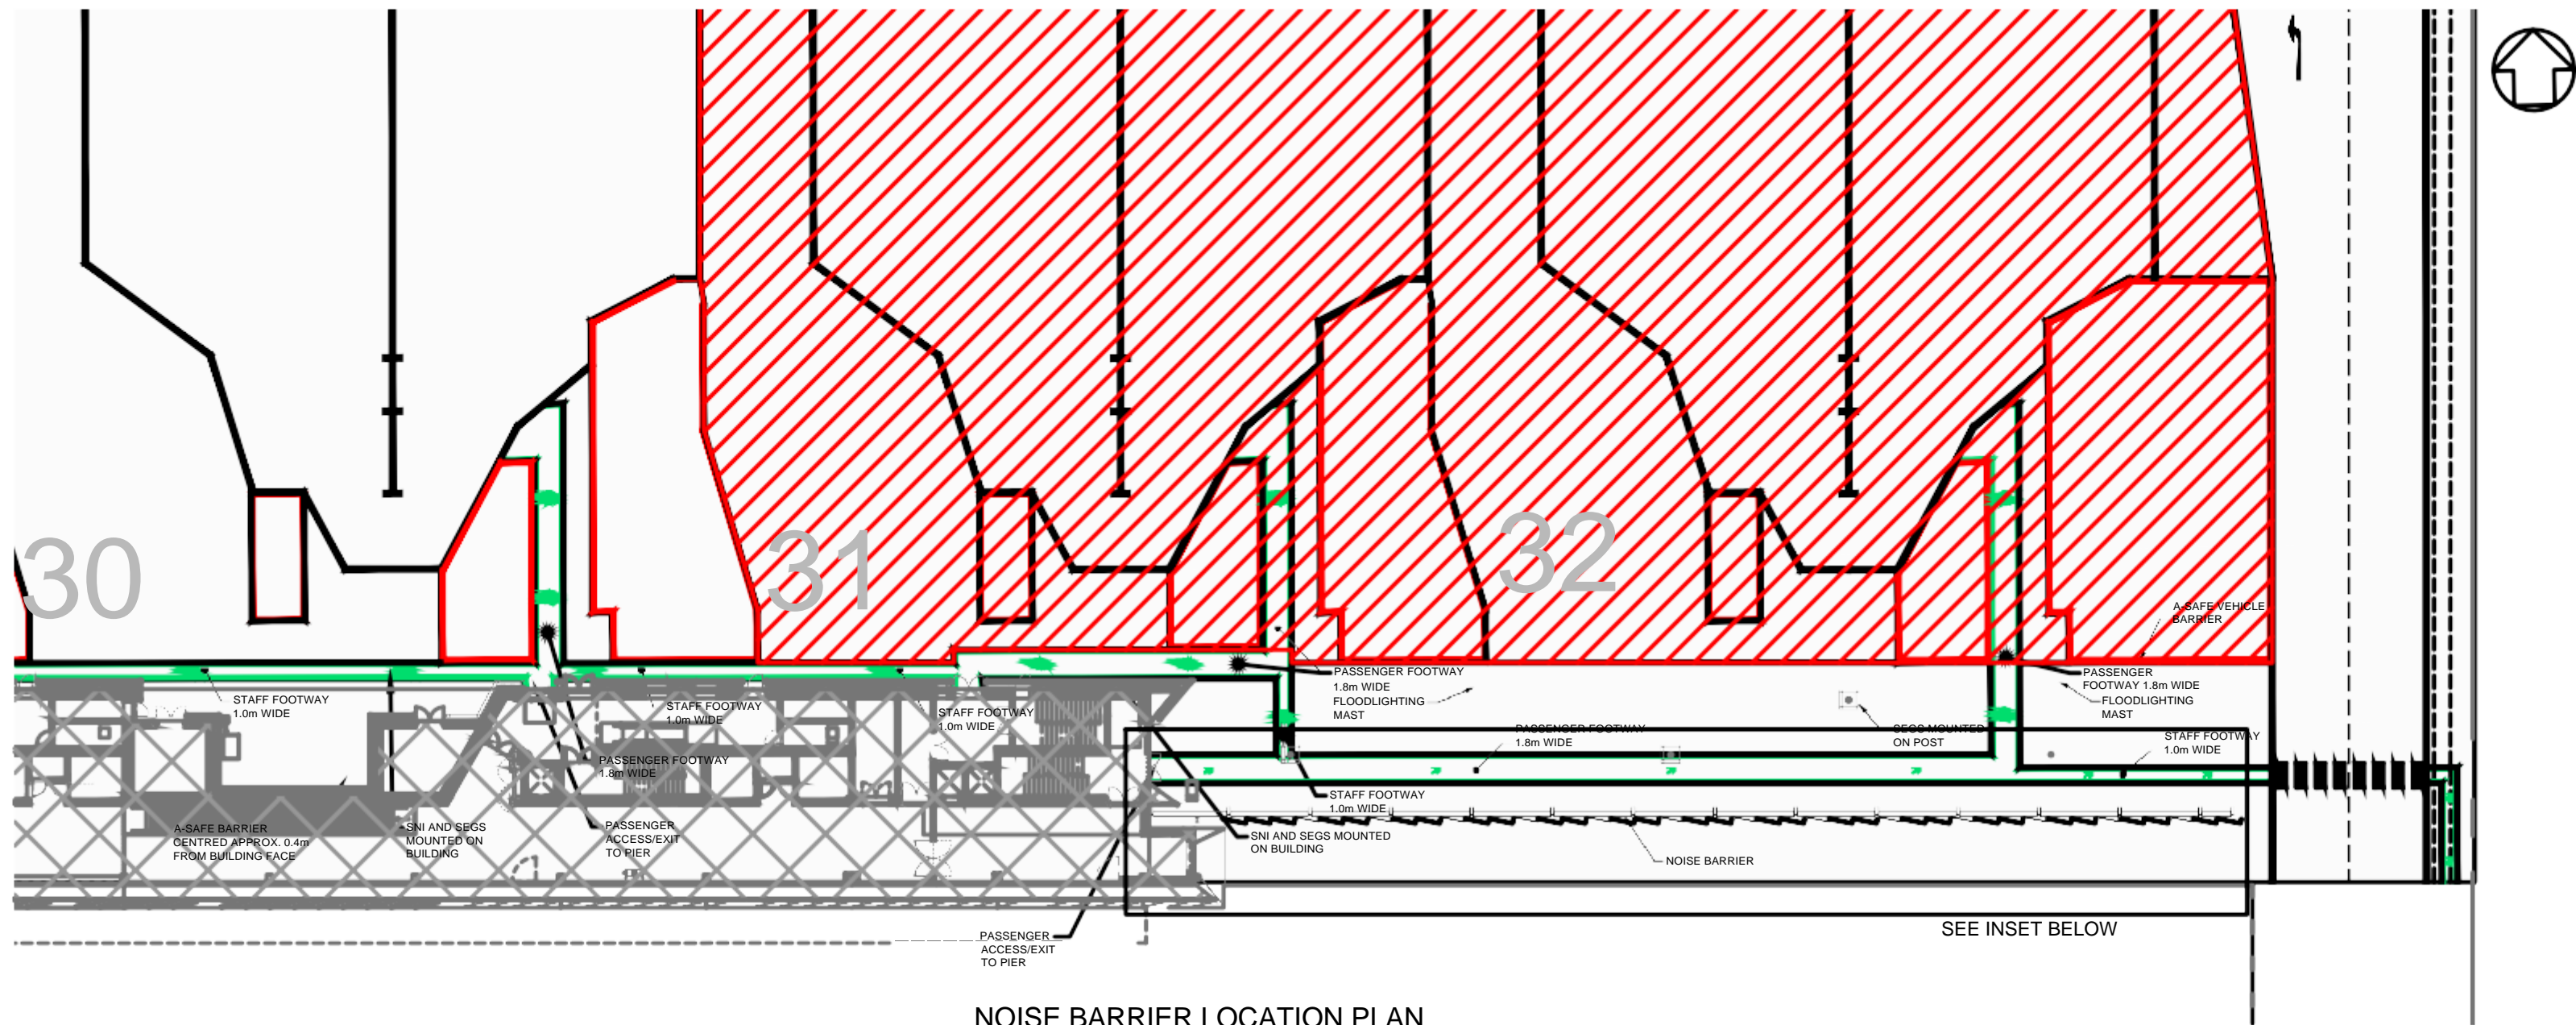 30
31
32
A-SAFE VEHICLE
BARRIER
STAFF FOOTWAY
1.0m WIDE
STAFF FOOTWAY
1.0m WIDE
STAFF FOOTWAY
1.0m WIDE
PASSENGER FOOTWAY
1.8m WIDE
FLOODLIGHTING
MAST
PASSENGER
FOOTWAY 1.8m WIDE
FLOODLIGHTING
MAST
PASSENGER FOOTWAY
1.8m WIDE
SEGS MOUNTED
ON POST
STAFF FOOTWAY
1.0m WIDE
PASSENGER FOOTWAY
1.8m WIDE
STAFF FOOTWAY
1.0m WIDE
A-SAFE BARRIER
CENTRED APPROX. 0.4m
FROM BUILDING FACE
SNI AND SEGS
MOUNTED ON
BUILDING
PASSENGER
ACCESS/EXIT
TO PIER
SNI AND SEGS MOUNTED
ON BUILDING
NOISE BARRIER
PASSENGER
ACCESS/EXIT
TO PIER
SEE INSET BELOW
NOISE BARRIER LOCATION PLAN